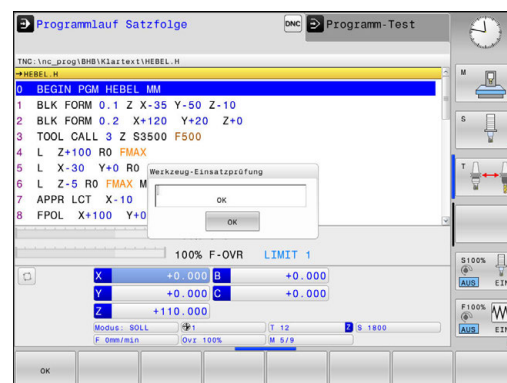 Programmlauf Satzfolge
DNC
Programm-Test
TNC:\nc_prog\BHB\Klartext\HEBEL.H
→HEBEL.H
0 BEGIN PGM HEBEL MM
1 BLK FORM 0.1 Z X-35 Y-50 Z-10
2 BLK FORM 0.2 X+120 Y+20 Z+0
3 TOOL CALL 3 Z S3500 F500
4 L Z+100 R0 FMAX
5 L X-30 Y+0 R0
6 L Z-5 R0 FMAX M
7 APPR LCT X-10
8 FPOL X+100 Y+0
Werkzeug-Einsatzprüfung
OK
OK
100% F-OVR LIMIT 1
X +0.000 B +0.000
Y +0.000 C +0.000
Z +110.000
Modus: SOLL 1 T 12 Z S 1800
F 0mm/min Ovr 100% M 5/9
OK
M
S
T
S100%
AUS EIN
F100%
AUS EIN